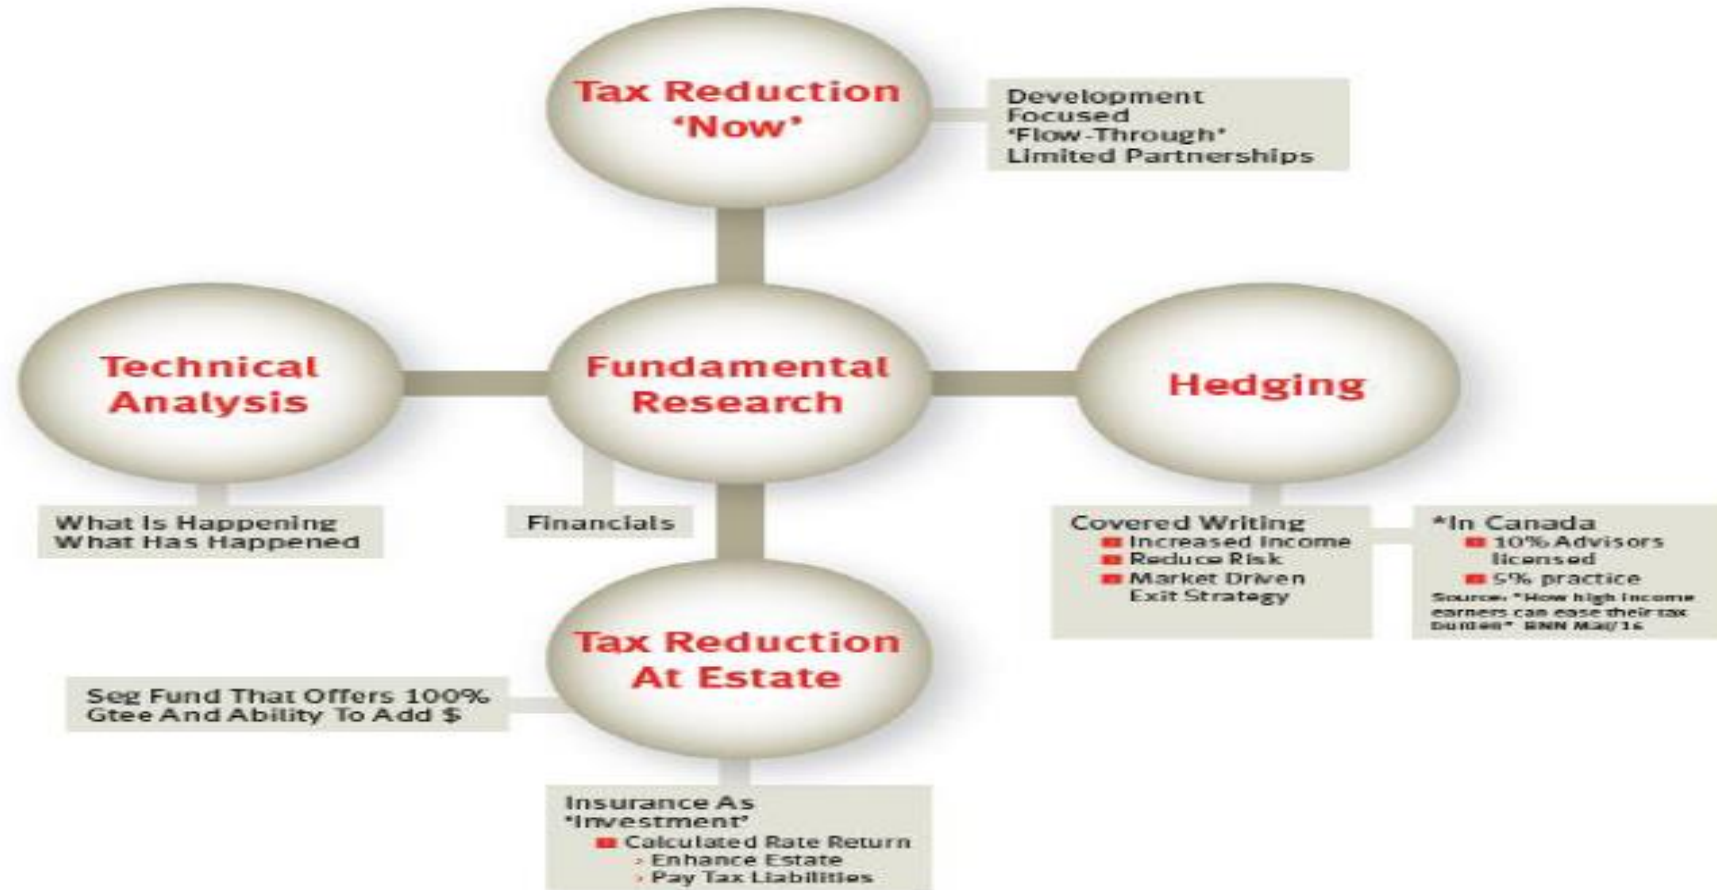 Tax Reduction
‘Now’
Development
Focused
‘Flow-Through’
Limited Partnerships
Technical
Analysis
What Is Happening
What Has Happened
Fundamental
Research
Financials
Hedging
Covered Writing
Increased Income
Reduce Risk
Market Driven
Exit Strategy
*In Canada
10% Advisors
licensed
5% practice
Source: "How high income
earners can ease their tax
burden" BNN
Tax Reduction
At Estate
Seg Fund That Offers 100%
Gtee And Ability To Add $
Insurance As
‘Investment’
Calculated Rate Return
› Enhance Estate
› Pay Tax Liabilities